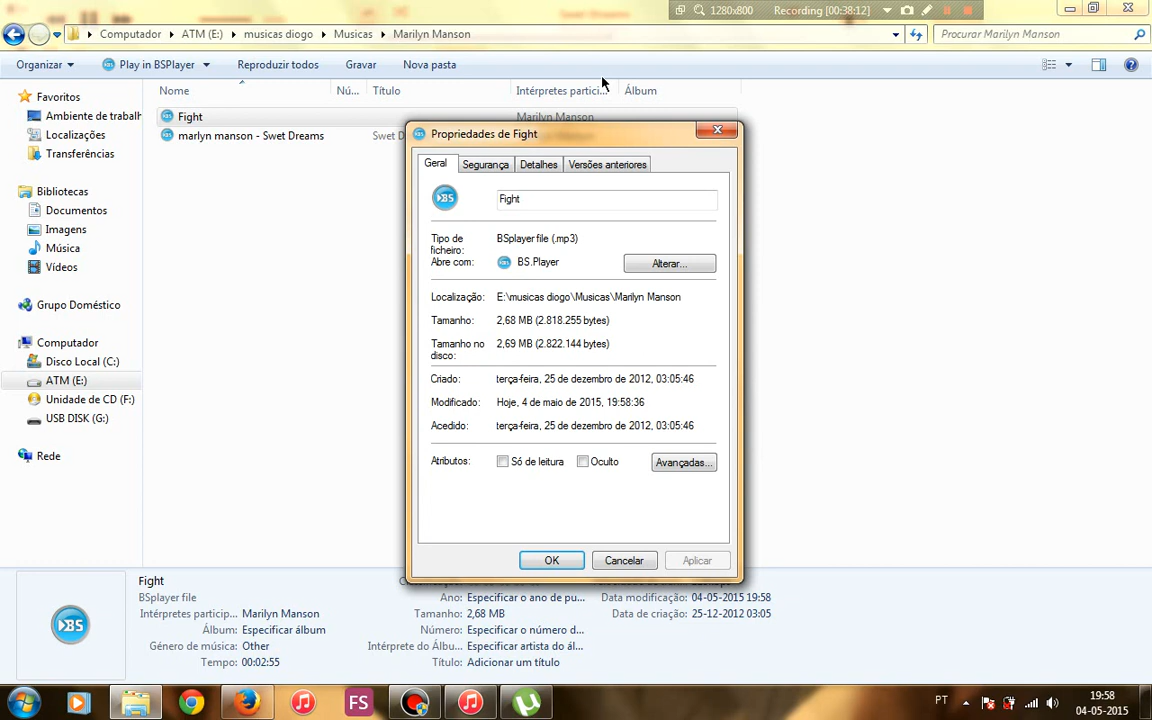 1280x800 Recording [00:38:12]
Computador ATM (E:) musicas diogo Musicas Marilyn Manson
Procurar Marilyn Manson
Organizar Play in BSPlayer Reproduzir todos Gravar Nova pasta
Nome Nú... Título Intérpretes partici... Álbum
Favoritos
Ambiente de trabalh
Localizações
Transferências
Bibliotecas
Documentos
Imagens
Música
Vídeos
Grupo Doméstico
Computador
Disco Local (C:)
ATM (E:)
Unidade de CD (F:)
USB DISK (G:)
Rede
Fight Marilyn Manson
marlyn manson - Swet Dreams Swet D
Propriedades de Fight
Geral Segurança Detalhes Versões anteriores
BS
Fight
Tipo de ficheiro: BSplayer file (.mp3)
Abre com: BS.Player Alterar...
Localização: E:\musicas diogo\Musicas\Marilyn Manson
Tamanho: 2,68 MB (2.818.255 bytes)
Tamanho no disco: 2,69 MB (2.822.144 bytes)
Criado: terça-feira, 25 de dezembro de 2012, 03:05:46
Modificado: Hoje, 4 de maio de 2015, 19:58:36
Acedido: terça-feira, 25 de dezembro de 2012, 03:05:46
Atributos: Só de leitura Oculto Avançadas...
OK Cancelar Aplicar
BS
Fight
BSplayer file
Intérpretes particip... Marilyn Manson
Álbum: Especificar álbum
Género de música: Other
Tempo: 00:02:55
Ano: Especificar o ano de pu...
Tamanho: 2,68 MB
Número: Especificar o número d...
Intérprete do Álbu... Especificar artista do ál...
Título: Adicionar um título
Data modificação: 04-05-2015 19:58
Data de criação: 25-12-2012 03:05
FS
PT
19:58
04-05-2015